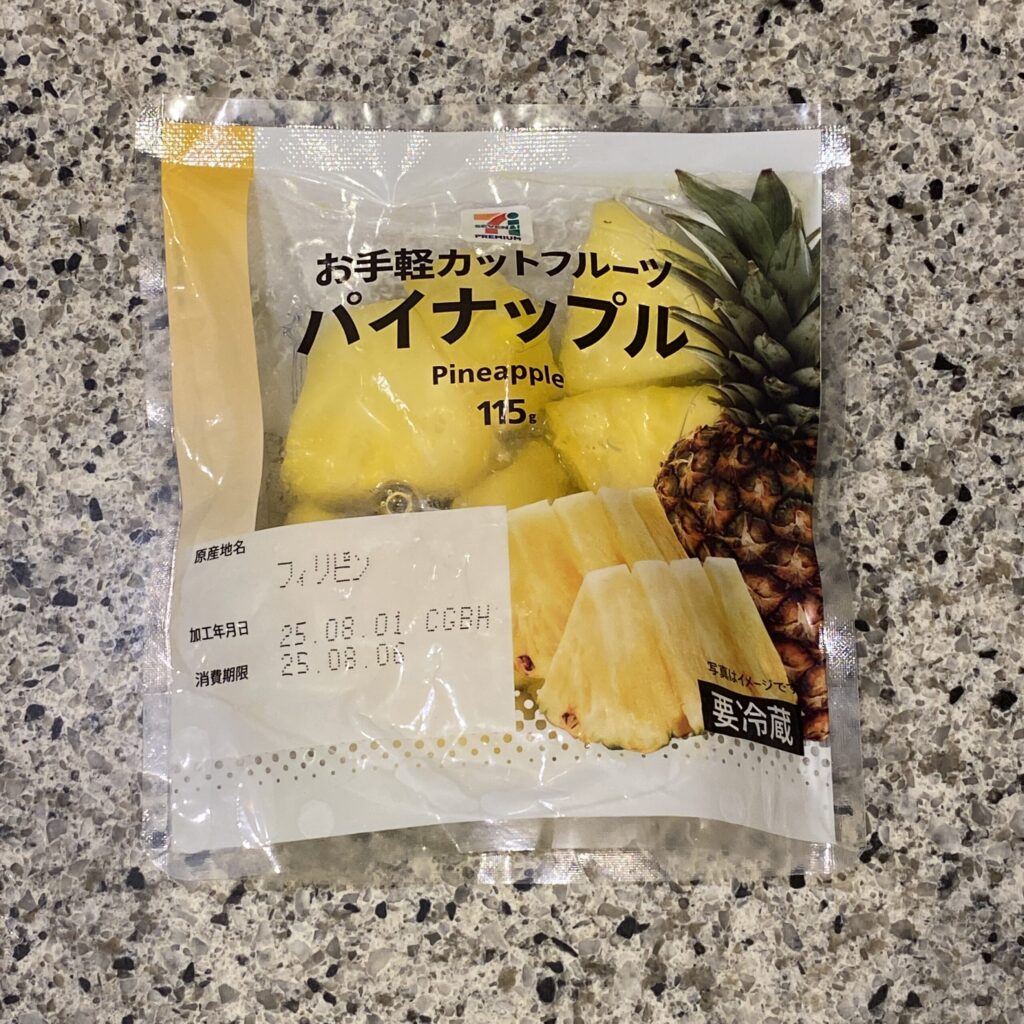 7i
SEVEN
PREMIUM
お手軽カットフルーツ
パイナップル
Pineapple
115g
原産地名 フィリピン
加工年月日 25.08.01 CGBH
消費期限 25.08.06
写真はイメージです
要冷蔵